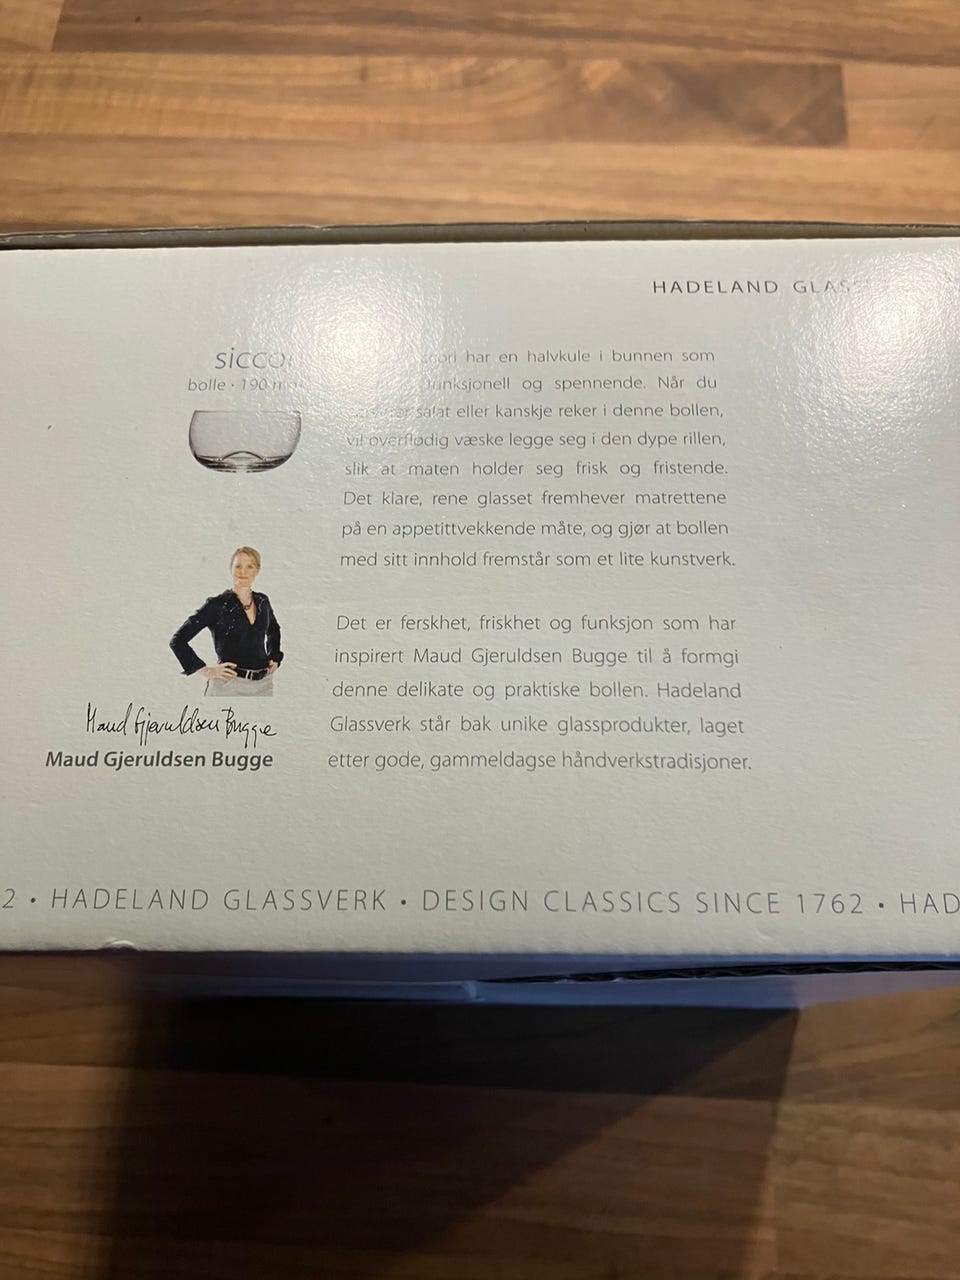 HADELAND
bolle · 190
har en halvkule i bunnen som
funksjonell og spennende. Når du
salat eller kanskje reker i denne bollen,
vil overflødig væske legge seg i den dype rillen,
slik at maten holder seg frisk og fristende.
Det klare, rene glasset fremhever matrettene
på en appetittvekkende måte, og gjør at bollen
med sitt innhold fremstår som et lite kunstverk.
Det er ferskhet, friskhet og funksjon som har
inspirert Maud Gjeruldsen Bugge til å formgi
denne delikate og praktiske bollen. Hadeland
Glassverk står bak unike glassprodukter, laget
etter gode, gammeldagse håndverkstradisjoner.
Maud Gjeruldsen Bugge
Maud Gjeruldsen Bugge
2 • HADELAND GLASSVERK • DESIGN CLASSICS SINCE 1762 • HAD